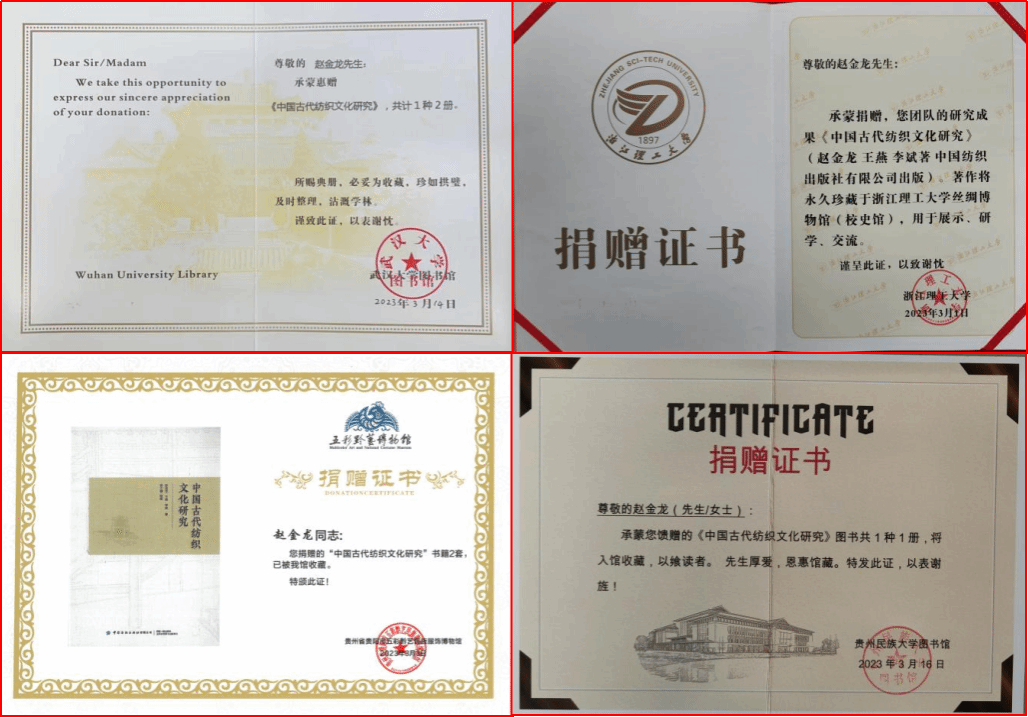 Dear Sir/Madam
We take this opportunity to
express our sincere appreciation
of your donation:
Wuhan University Library
尊敬的 赵金龙先生:
承蒙惠赠
《中国古代纺织文化研究》, 共计1种2册。
所赐典册, 必妥为收藏, 珍如拱璧,
及时整理, 沾溉学林。
谨致此证, 以表谢忱。
武汉大学图书馆
2023年3月14日
武汉大学
图书馆
ZHEJIANG SCI-TECH UNIVERSITY
1897
浙江理工大学
捐赠证书
尊敬的赵金龙先生:
承蒙捐赠, 您团队的研究成
果《中国古代纺织文化研究》
(赵金龙 王燕 李斌著 中国纺织
出版社有限公司出版)。著作将
永久珍藏于浙江理工大学丝绸博
物馆(校史馆), 用于展示、研
学、交流。
谨呈此证, 以致谢忱
浙江理工大学
2023年3月1日
中国古代纺织
文化研究
五彩黔艺博物馆
捐赠证书
DONATIONCERTIFICATE
赵金龙同志:
您捐赠的“中国古代纺织文化研究”书籍2套,
已被我馆收藏。
特颁此证!
CERTIFICATE
捐赠证书
尊敬的赵金龙(先生/女士):
承蒙您馈赠的《中国古代纺织文化研究》图书共1种1册, 将
入馆收藏, 以飨读者。 先生厚爱, 恩惠馆藏。特发此证, 以表谢
旌!
贵州民族大学图书馆
2023年3月16日